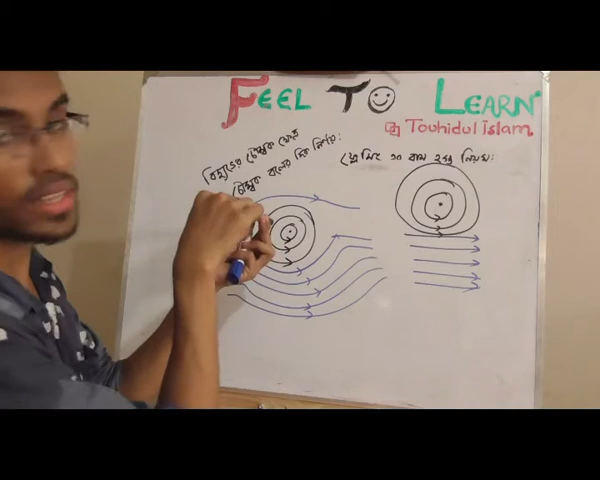 FEEL TO LEARN
Touhidul Islam
বিদ্যুতের চৌম্বক ক্ষেত্র
চৌম্বক বলের দিক নির্ণয়:
ফ্লেমিং এর বাম হস্ত নিয়ম: